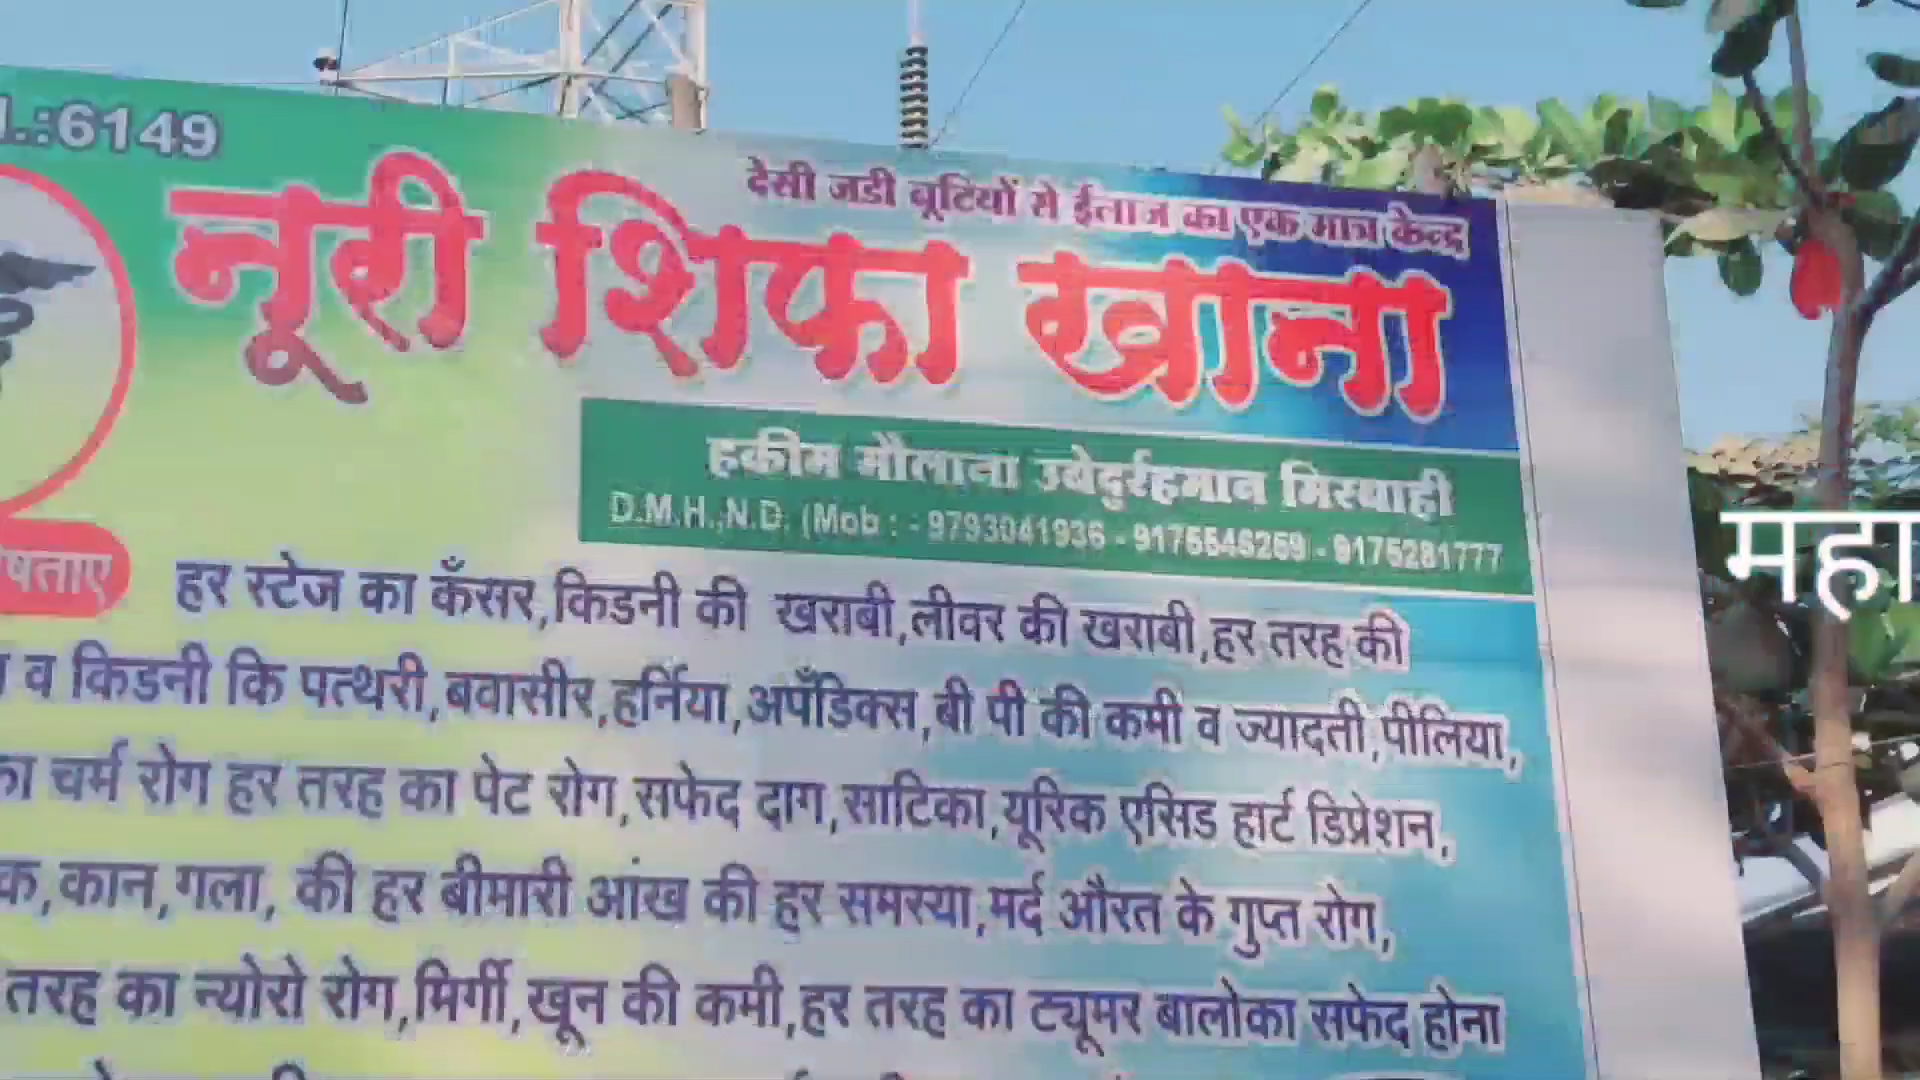 .:6149
देसी जडी बूटियों से ईलाज का एक मात्र केन्द्र
नूरी शिफा खाना
हकीम मौलाना उबेदुर्रहमान मिस्बाही
D.M.H.,N.D. (Mob : - 9793041936 - 9175546259 - 9175281777
षताए
हर स्टेज का कँसर,किडनी की खराबी,लीवर की खराबी,हर तरह की
व किडनी कि पत्थरी,बवासीर,हर्निया,अपँडिक्स,बी पी की कमी व ज्यादती,पीलिया,
का चर्म रोग हर तरह का पेट रोग,सफेद दाग,साटिका,यूरिक एसिड हार्ट डिप्रेशन,
क,कान,गला, की हर बीमारी आंख की हर समस्या,मर्द औरत के गुप्त रोग,
तरह का न्योरो रोग,मिर्गी,खून की कमी,हर तरह का ट्यूमर बालोका सफेद होना
महा